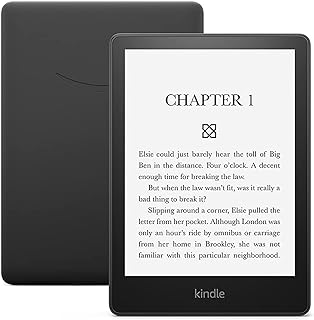 CHAPTER 1
Elsie could just barely hear the toll of Big
Ben in the distance. Four o'clock. A decent
enough time for breaking the law.
But when the law wasn't fit, was it really a
bad thing to break it?
Slipping around a corner, Elsie pulled the
letter from her pocket. Although London was
only an hour's ride by omnibus or carriage
from her home in Brookley, she was not
familiar with this particular neighborhood.
kindle